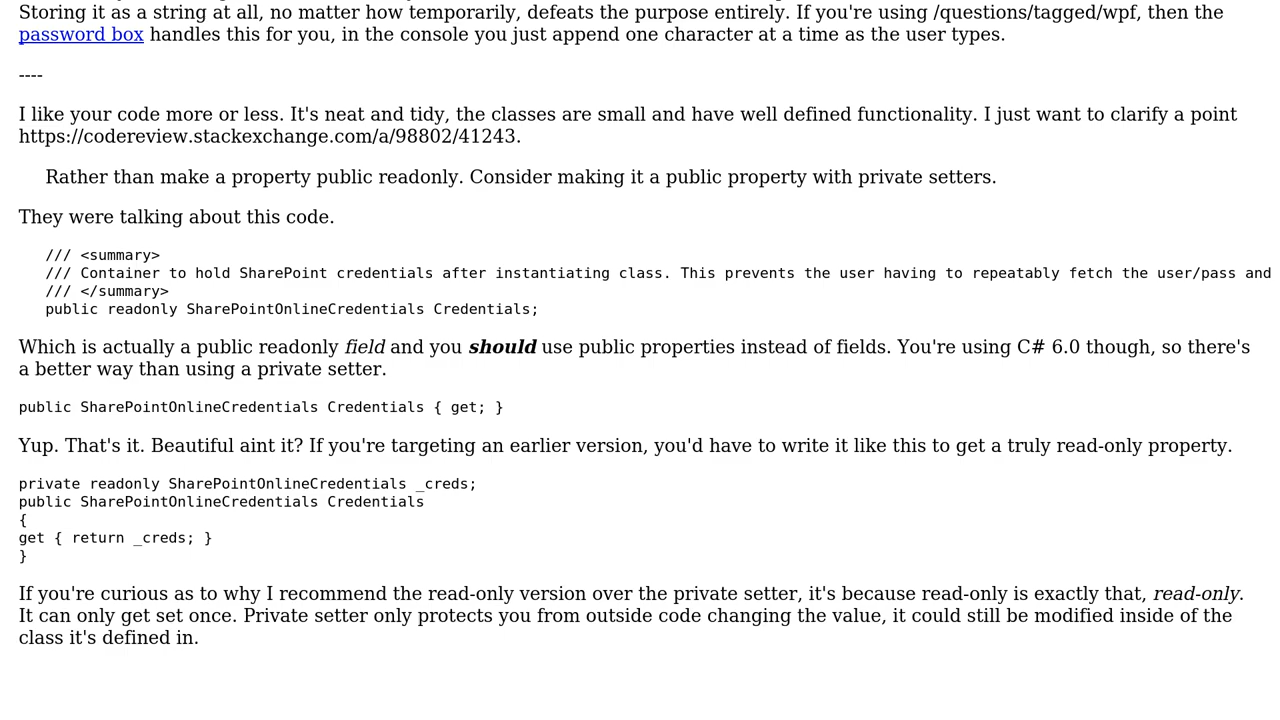 Storing it as a string at all, no matter how temporarily, defeats the purpose entirely. If you're using /questions/tagged/wpf, then the
password box handles this for you, in the console you just append one character at a time as the user types.
----
I like your code more or less. It's neat and tidy, the classes are small and have well defined functionality. I just want to clarify a point
https://codereview.stackexchange.com/a/98802/41243.
Rather than make a property public readonly. Consider making it a public property with private setters.
They were talking about this code.
/// <summary>
/// Container to hold SharePoint credentials after instantiating class. This prevents the user having to repeatably fetch the user/pass and
/// </summary>
public readonly SharePointOnlineCredentials Credentials;
Which is actually a public readonly field and you should use public properties instead of fields. You're using C# 6.0 though, so there's
a better way than using a private setter.
public SharePointOnlineCredentials Credentials { get; }
Yup. That's it. Beautiful aint it? If you're targeting an earlier version, you'd have to write it like this to get a truly read-only property.
private readonly SharePointOnlineCredentials _creds;
public SharePointOnlineCredentials Credentials
{
get { return _creds; }
}
If you're curious as to why I recommend the read-only version over the private setter, it's because read-only is exactly that, read-only.
It can only get set once. Private setter only protects you from outside code changing the value, it could still be modified inside of the
class it's defined in.